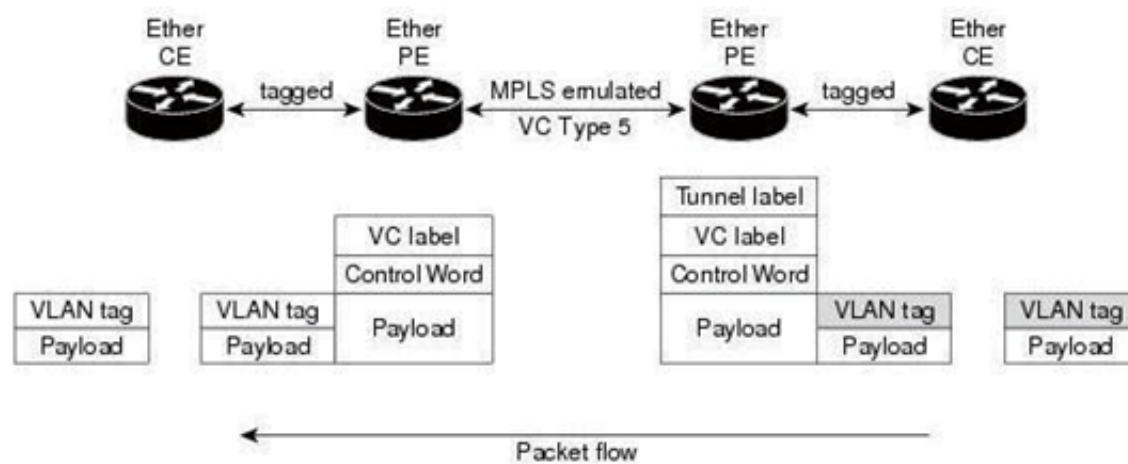 Ether
CE
Ether
PE
Ether
PE
Ether
CE
tagged
MPLS emulated
VC Type 5
tagged
Tunnel label
VC label
VC label
Control Word
Control Word
VLAN tag
VLAN tag
Payload
Payload
VLAN tag
VLAN tag
Payload
Payload
Payload
Payload
Packet flow